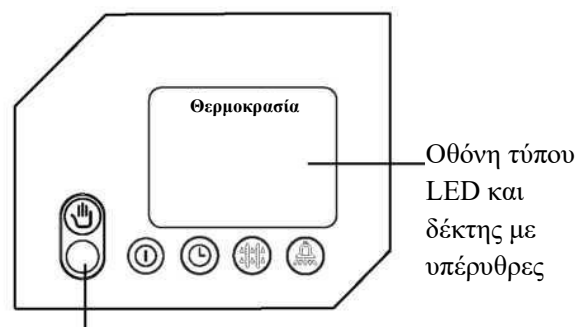 Θερμοκρασία
Οθόνη τύπου
LED και
δέκτης με
υπέρυθρες